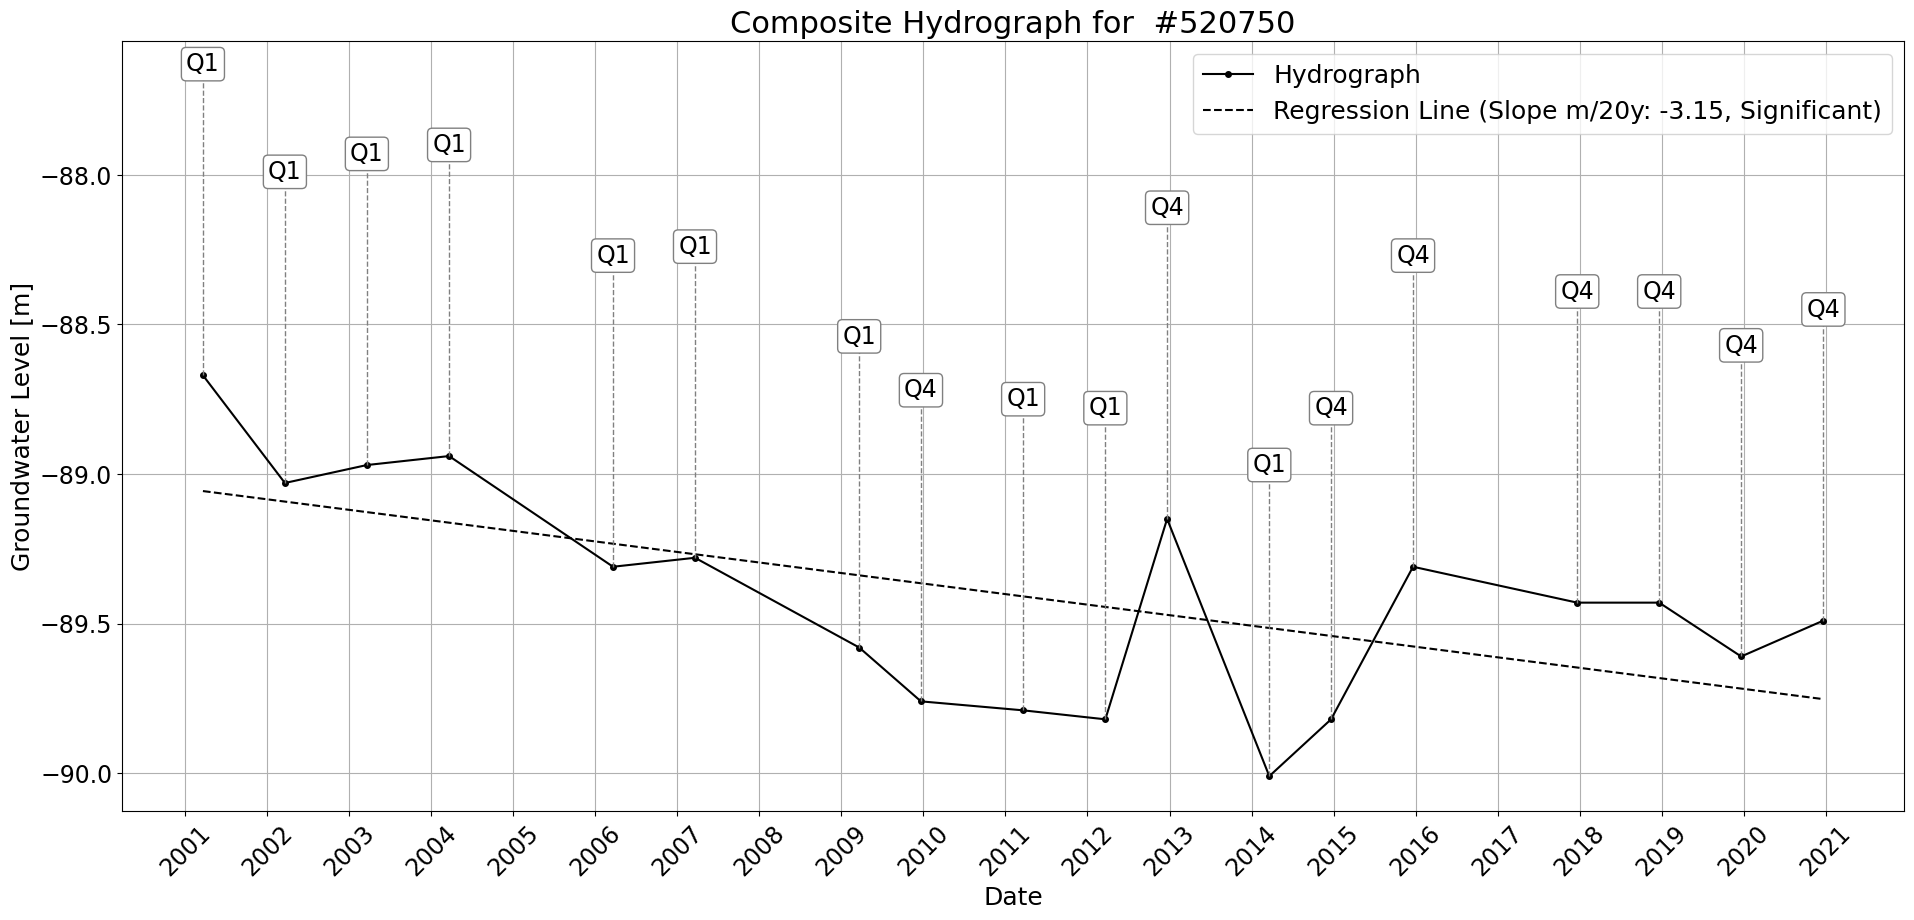 Composite Hydrograph for  #520750
Hydrograph
Regression Line (Slope m/20y: -3.15, Significant)
Q1
Q1
Q1
Q1
Q1
Q1
Q1
Q4
Q1
Q1
Q4
Q1
Q4
Q4
Q4
Q4
Q4
Q4
Groundwater Level [m]
−88.0
−88.5
−89.0
−89.5
−90.0
2001
2002
2003
2004
2005
2006
2007
2008
2009
2010
2011
2012
2013
2014
2015
2016
2017
2018
2019
2020
2021
Date